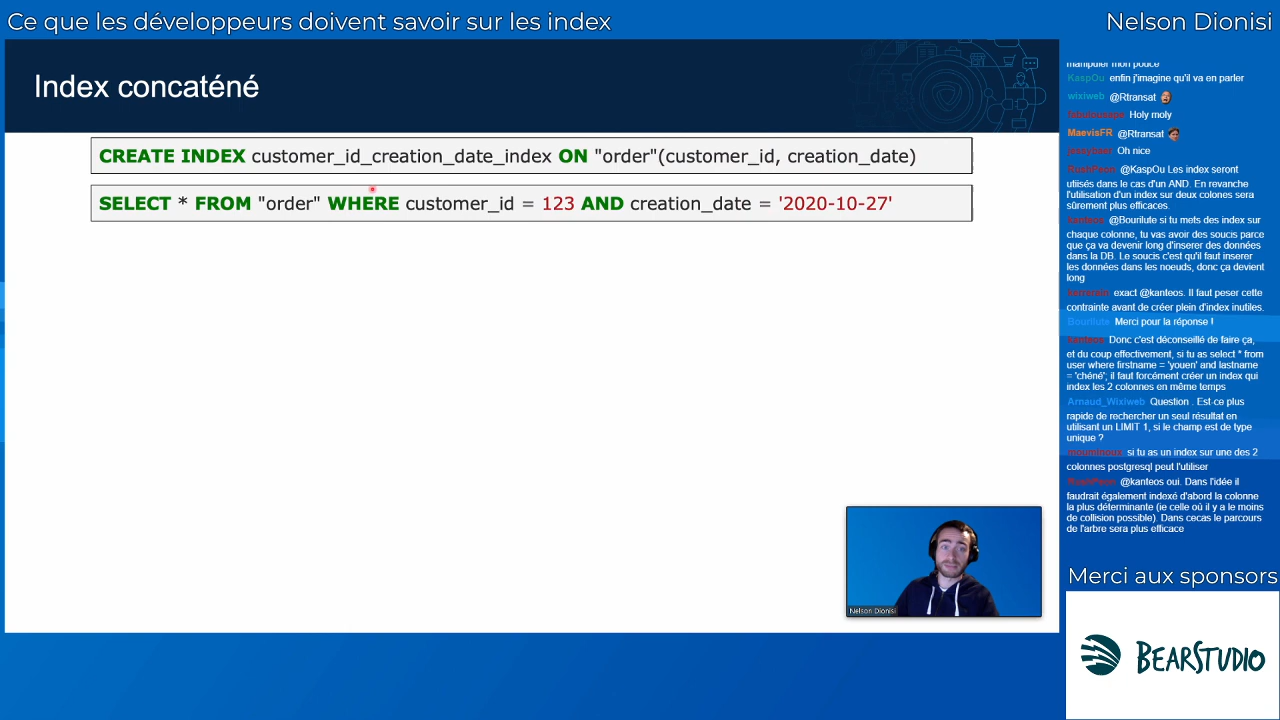 Ce que les développeurs doivent savoir sur les index
Nelson Dionisi
Index concaténé
CREATE INDEX customer_id_creation_date_index ON "order"(customer_id, creation_date)
SELECT * FROM "order" WHERE customer_id = 123 AND creation_date = '2020-10-27'
Nelson Dionisi
manipuler mon pouce
KaspOu enfin j'imagine qu'il va en parler
wixiweb @Rtransat
Holy moly
MaevisFR @Rtransat
Oh nice
@KaspOu Les index seront
utiisés dans le cas d'un AND. En revanche
l'utilisation d'un index sur deux colones sera
sûrement plus efficaces.
kanteos @Bourilute si tu mets des index sur
chaque colonne, tu vas avoir des soucis parce
que ça va devenir long d'inserer des données
dans la DB. Le soucis c'est qu'il faut inserer
les données dans les noeuds, donc ça devient
long
exact @kanteos. Il faut peser cette
contrainte avant de créer plein d'index inutiles.
Bourilute Merci pour la réponse !
kanteos Donc c'est déconseillé de faire ça,
et du coup effectivement, si tu as select * from
user where firstname = 'youen' and lastname
= 'chéné'; il faut forcément créer un index qui
index les 2 colonnes en même temps
Arnaud_Wixiweb Question . Est-ce plus
rapide de rechercher un seul résultat en
utilisant un LIMIT 1, si le champ est de type
unique ?
si tu as un index sur une des 2
colonnes postgresql peut l'utiliser
@kanteos oui. Dans l'idée il
faudrait également indexé d'abord la colonne
la plus déterminante (ie celle où il y a le moins
de collision possible). Dans cecas le parcours
de l'arbre sera plus efficace
Merci aux sponsors
BEARSTUDIO